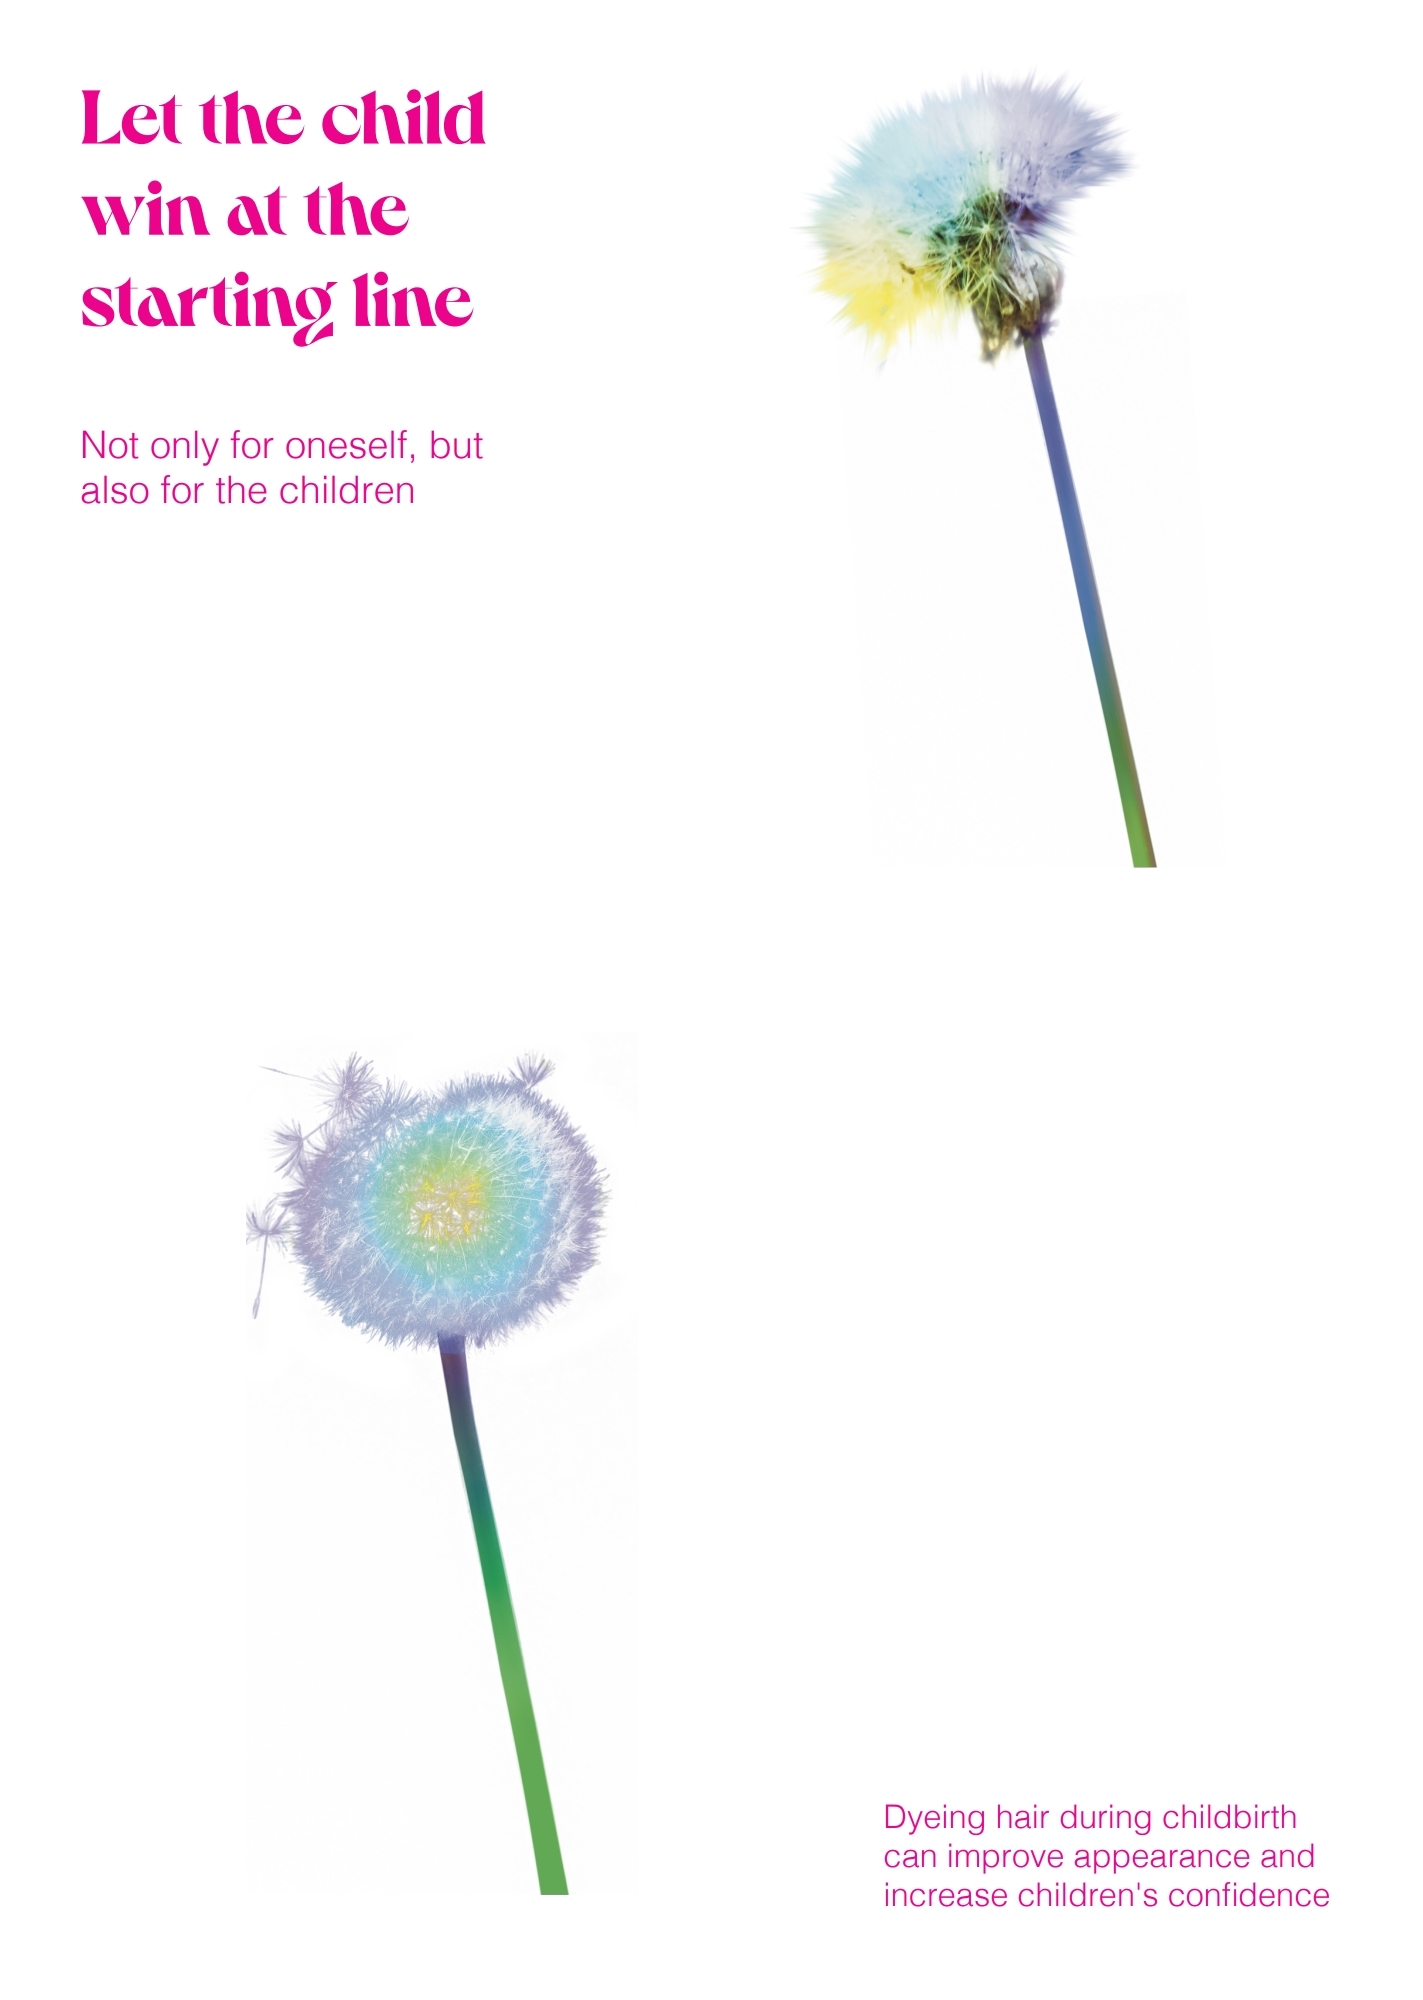 Let the child
win at the
starting line
Not only for oneself, but
also for the children
Dyeing hair during childbirth
can improve appearance and
increase children's confidence